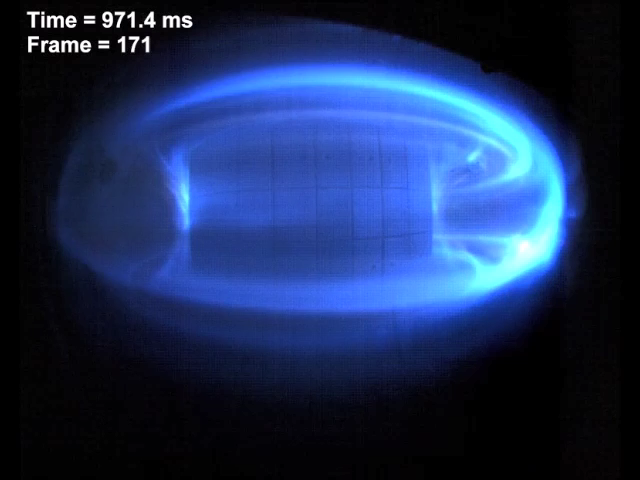 Time = 971.4 ms
Frame = 171